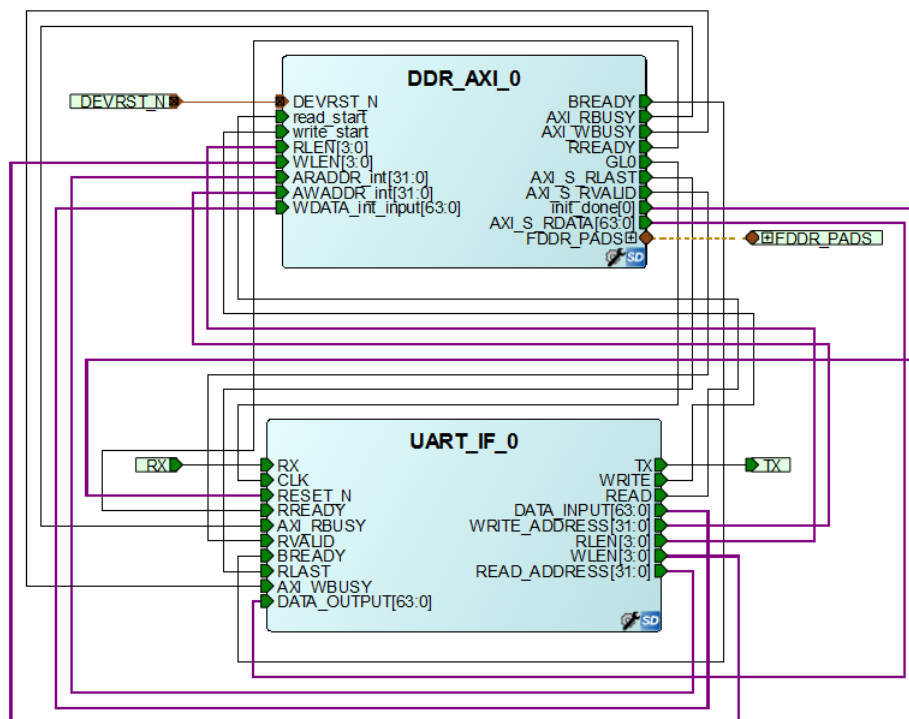 DDR_AXI_0
DEVRST_N
DEVRST_N
read_start
write_start
RLEN[3:0]
WLEN[3:0]
ARADDR_int[31:0]
AWADDR_int[31:0]
WDATA_int_input[63:0]
BREADY
AXI_RBUSY
AXI_WBUSY
RREADY
GL0
AXI_S_RLAST
AXI_S_RVALID
init_done[0]
AXI_S_RDATA[63:0]
FDDR_PADS
FDDR_PADS
SD
UART_IF_0
RX
RX
CLK
RESET_N
RREADY
AXI_RBUSY
RVALID
BREADY
RLAST
AXI_WBUSY
DATA_OUTPUT[63:0]
TX
TX
WRITE
READ
DATA_INPUT[63:0]
WRITE_ADDRESS[31:0]
RLEN[3:0]
WLEN[3:0]
READ_ADDRESS[31:0]
SD